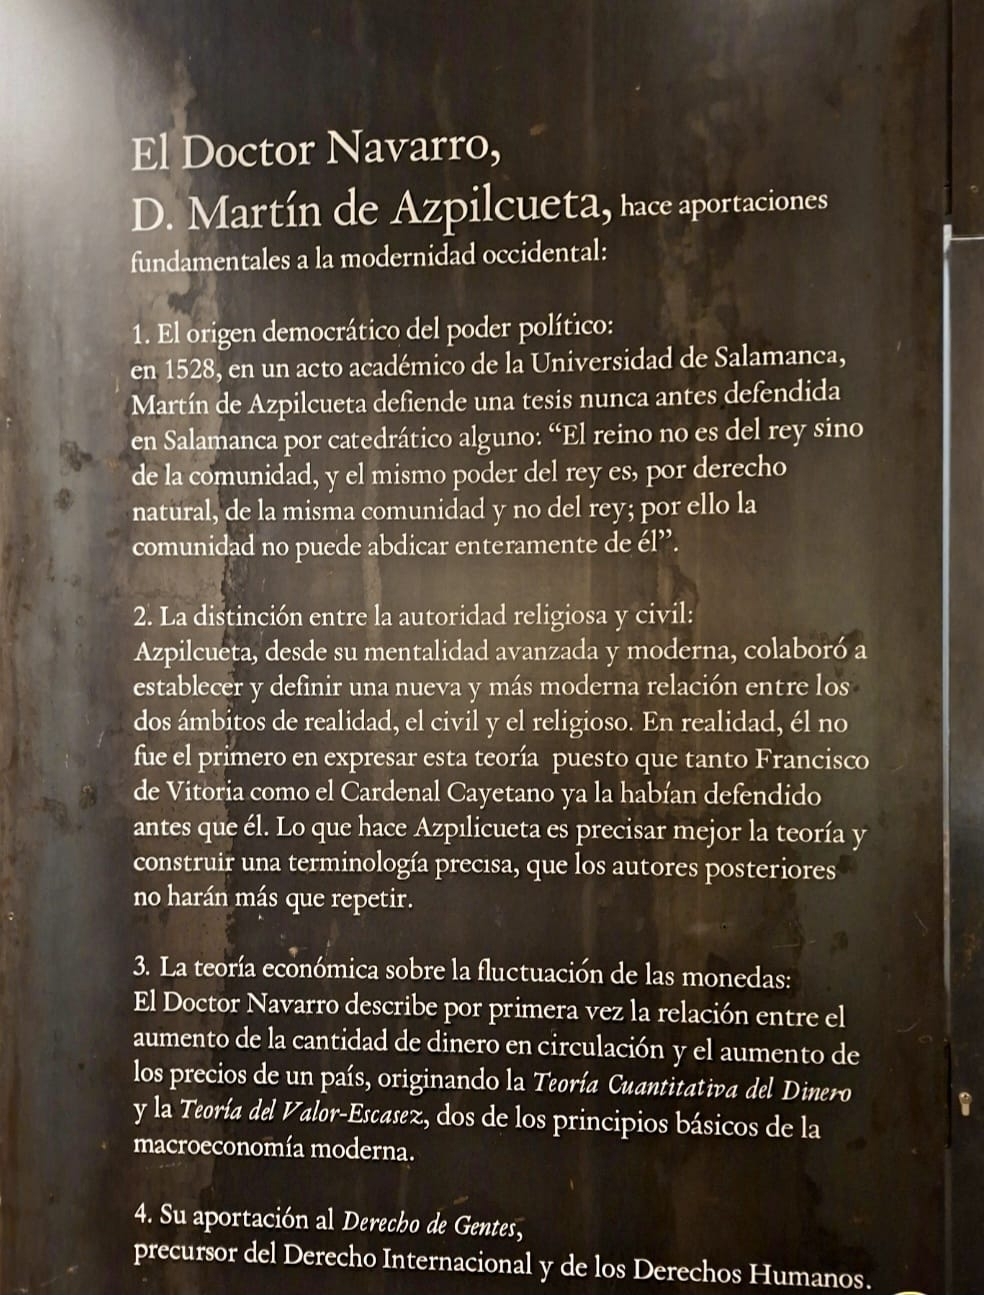 El Doctor Navarro,
D. Martín de Azpilcueta, hace aportaciones
fundamentales a la modernidad occidental:
1. El origen democrático del poder político:
en 1528, en un acto académico de la Universidad de Salamanca,
Martín de Azpilcueta defiende una tesis nunca antes defendida
en Salamanca por catedrático alguno: “El reino no es del rey sino
de la comunidad, y el mismo poder del rey es, por derecho
natural, de la misma comunidad y no del rey; por ello la
comunidad no puede abdicar enteramente de él”.
2. La distinción entre la autoridad religiosa y civil:
Azpilcueta, desde su mentalidad avanzada y moderna, colaboró a
establecer y definir una nueva y más moderna relación entre los
dos ámbitos de realidad, el civil y el religioso. En realidad, él no
fue el primero en expresar esta teoría puesto que tanto Francisco
de Vitoria como el Cardenal Cayetano ya la habían defendido
antes que él. Lo que hace Azpilicueta es precisar mejor la teoría y
construir una terminología precisa, que los autores posteriores
no harán más que repetir.
3. La teoría económica sobre la fluctuación de las monedas:
El Doctor Navarro describe por primera vez la relación entre el
aumento de la cantidad de dinero en circulación y el aumento de
los precios de un país, originando la Teoría Cuantitativa del Dinero
y la Teoría del Valor-Escasez, dos de los principios básicos de la
macroeconomía moderna.
4. Su aportación al Derecho de Gentes,
precursor del Derecho Internacional y de los Derechos Humanos.